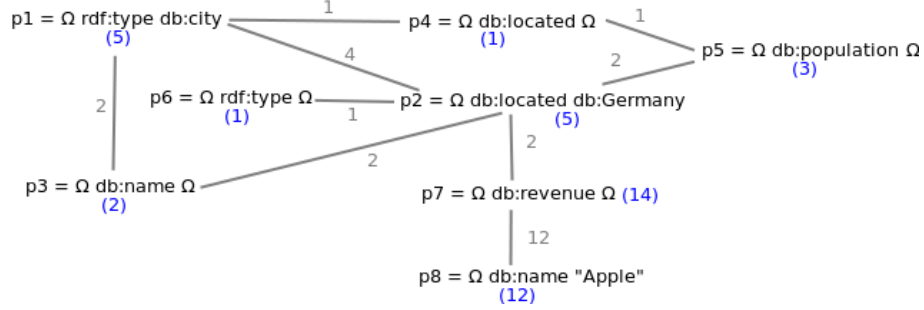 p1 = Ω rdf:type db:city
(5)
1
p4 = Ω db:located Ω
(1)
1
p5 = Ω db:population Ω
(3)
4
2
2
p6 = Ω rdf:type Ω
(1)
1
p2 = Ω db:located db:Germany
(5)
2
2
p3 = Ω db:name Ω
(2)
p7 = Ω db:revenue Ω (14)
12
p8 = Ω db:name "Apple"
(12)